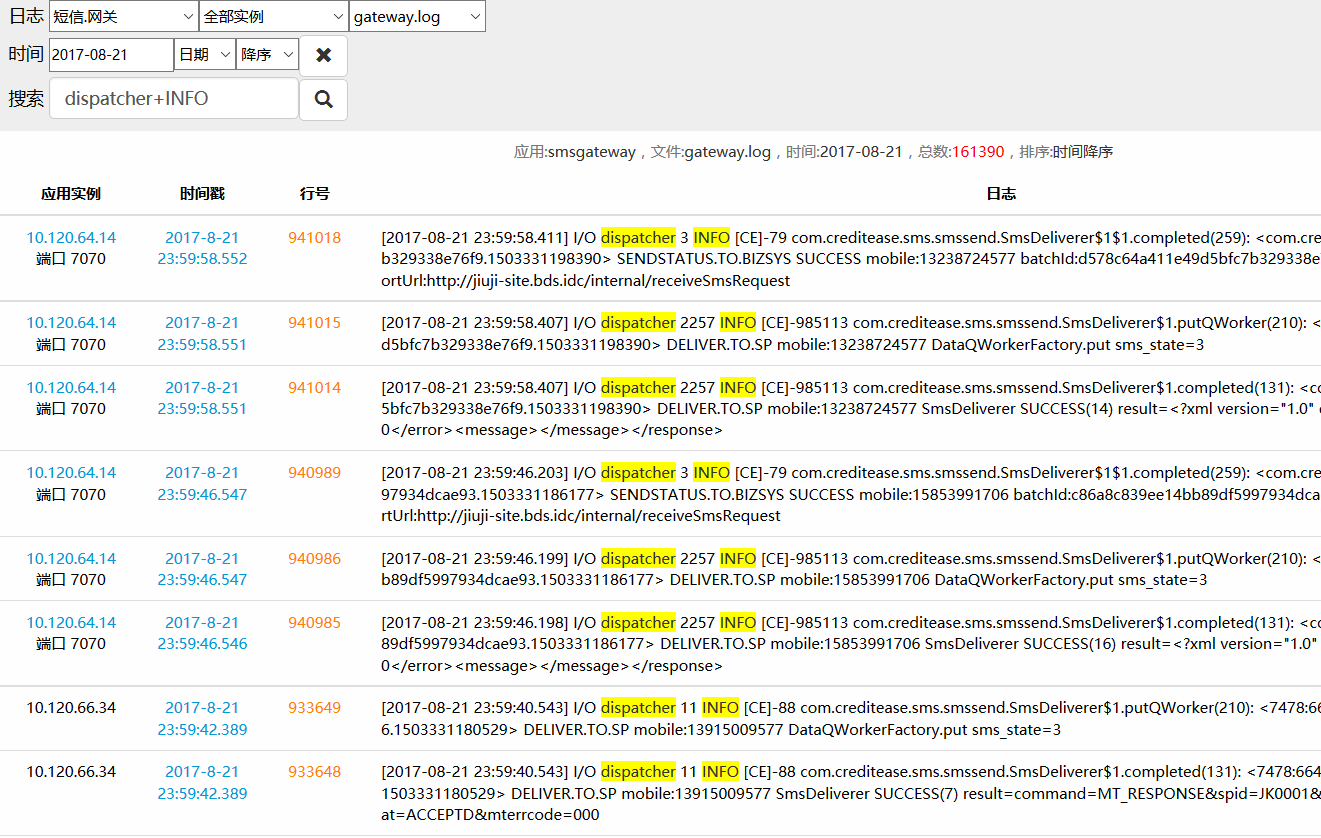 日志 短信.网关 全部实例 gateway.log
时间 2017-08-21 日期 降序
搜索 dispatcher+INFO
应用:smsgateway，文件:gateway.log，时间:2017-08-21，总数:161390，排序:时间降序
应用实例 时间戳 行号 日志
10.120.64.14 2017-8-21 941018 [2017-08-21 23:59:58.411] I/O dispatcher 3 INFO [CE]-79 com.creditease.sms.smssend.SmsDeliverer$1$1.completed(259): <com.cre
端口 7070 23:59:58.552 b329338e76f9.1503331198390> SENDSTATUS.TO.BIZSYS SUCCESS mobile:13238724577 batchId:d578c64a411e49d5bfc7b329338e7
ortUrl:http://jiuji-site.bds.idc/internal/receiveSmsRequest
10.120.64.14 2017-8-21 941015 [2017-08-21 23:59:58.407] I/O dispatcher 2257 INFO [CE]-985113 com.creditease.sms.smssend.SmsDeliverer$1.putQWorker(210): <
端口 7070 23:59:58.551 d5bfc7b329338e76f9.1503331198390> DELIVER.TO.SP mobile:13238724577 DataQWorkerFactory.put sms_state=3
10.120.64.14 2017-8-21 941014 [2017-08-21 23:59:58.407] I/O dispatcher 2257 INFO [CE]-985113 com.creditease.sms.smssend.SmsDeliverer$1.completed(131): <co
端口 7070 23:59:58.551 5bfc7b329338e76f9.1503331198390> DELIVER.TO.SP mobile:13238724577 SmsDeliverer SUCCESS(14) result=<?xml version="1.0"
0</error><message></message></response>
10.120.64.14 2017-8-21 940989 [2017-08-21 23:59:46.203] I/O dispatcher 3 INFO [CE]-79 com.creditease.sms.smssend.SmsDeliverer$1$1.completed(259): <com.cre
端口 7070 23:59:46.547 97934dcae93.1503331186177> SENDSTATUS.TO.BIZSYS SUCCESS mobile:15853991706 batchId:c86a8c839ee14bb89df5997934dca
rtUrl:http://jiuji-site.bds.idc/internal/receiveSmsRequest
10.120.64.14 2017-8-21 940986 [2017-08-21 23:59:46.199] I/O dispatcher 2257 INFO [CE]-985113 com.creditease.sms.smssend.SmsDeliverer$1.putQWorker(210): <
端口 7070 23:59:46.547 b89df5997934dcae93.1503331186177> DELIVER.TO.SP mobile:15853991706 DataQWorkerFactory.put sms_state=3
10.120.64.14 2017-8-21 940985 [2017-08-21 23:59:46.198] I/O dispatcher 2257 INFO [CE]-985113 com.creditease.sms.smssend.SmsDeliverer$1.completed(131): <co
端口 7070 23:59:46.546 89df5997934dcae93.1503331186177> DELIVER.TO.SP mobile:15853991706 SmsDeliverer SUCCESS(16) result=<?xml version="1.0"
0</error><message></message></response>
10.120.66.34 2017-8-21 933649 [2017-08-21 23:59:40.543] I/O dispatcher 11 INFO [CE]-88 com.creditease.sms.smssend.SmsDeliverer$1.putQWorker(210): <7478:66
23:59:42.389 6.1503331180529> DELIVER.TO.SP mobile:13915009577 DataQWorkerFactory.put sms_state=3
10.120.66.34 2017-8-21 933648 [2017-08-21 23:59:40.543] I/O dispatcher 11 INFO [CE]-88 com.creditease.sms.smssend.SmsDeliverer$1.completed(131): <7478:664
23:59:42.389 1503331180529> DELIVER.TO.SP mobile:13915009577 SmsDeliverer SUCCESS(7) result=command=MT_RESPONSE&spid=JK0001&
at=ACCEPTD&mterrcode=000